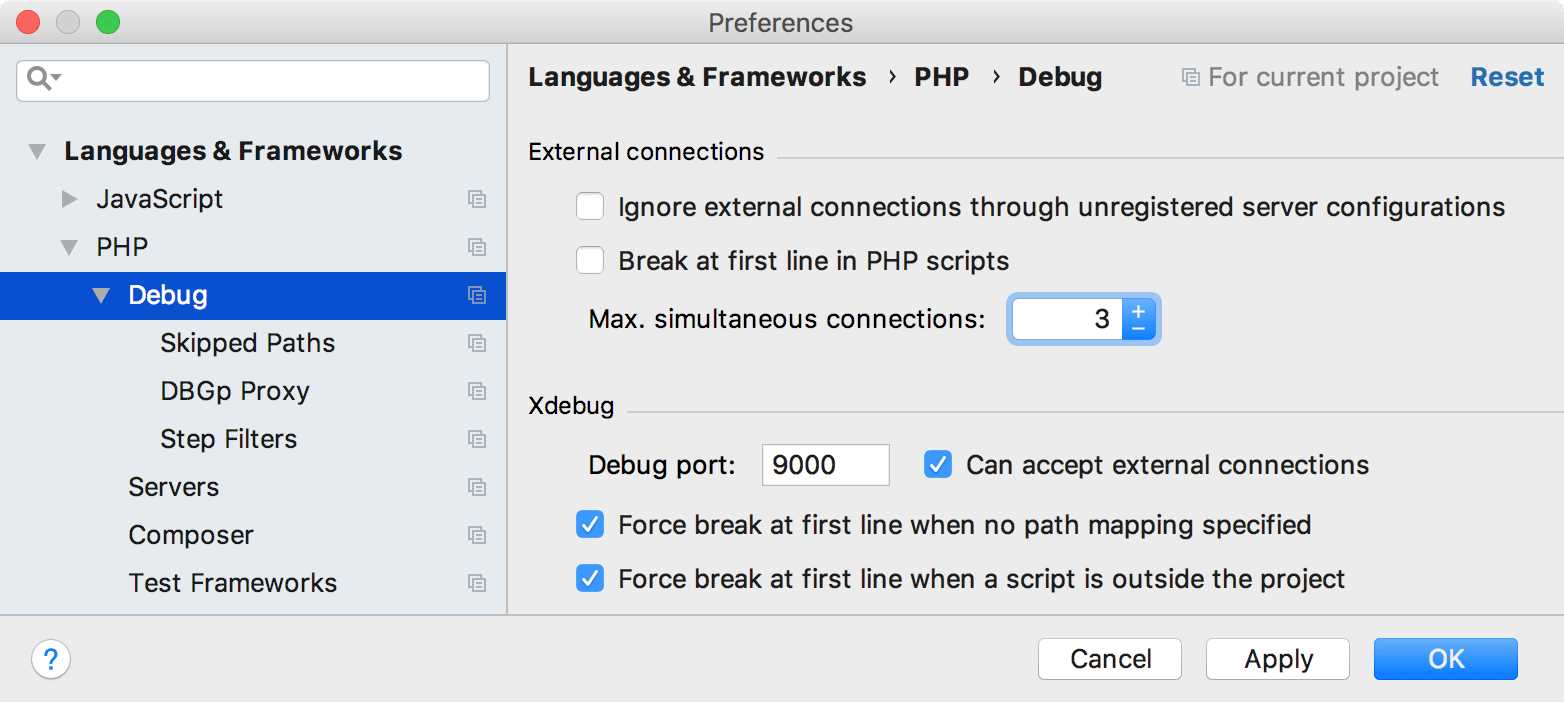 Preferences
Languages & Frameworks
JavaScript
PHP
Debug
Skipped Paths
DBGp Proxy
Step Filters
Servers
Composer
Test Frameworks
Languages & Frameworks › PHP › Debug For current project Reset
External connections
Ignore external connections through unregistered server configurations
Break at first line in PHP scripts
Max. simultaneous connections: 3 + −
Xdebug
Debug port: 9000 Can accept external connections
Force break at first line when no path mapping specified
Force break at first line when a script is outside the project
? Cancel Apply OK